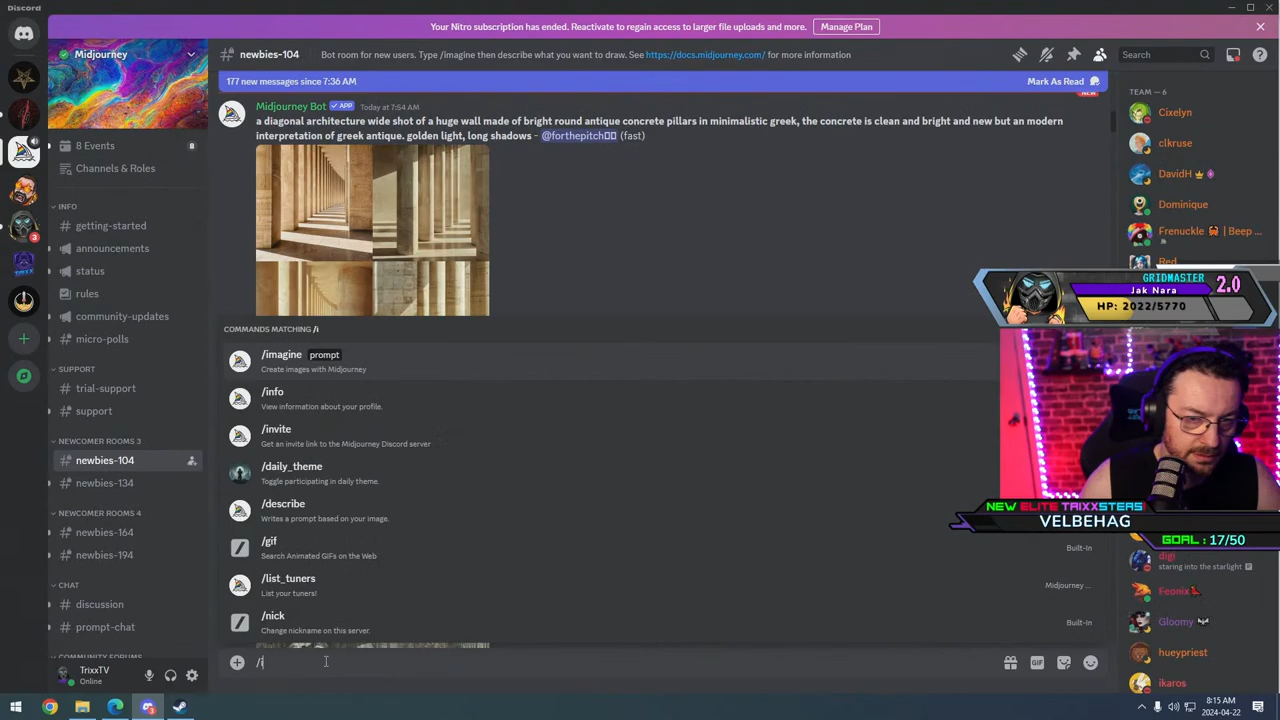 Discord
Your Nitro subscription has ended. Reactivate to regain access to larger file uploads and more.
Manage Plan
Midjourney
newbies-104
Bot room for new users. Type /imagine then describe what you want to draw. See https://docs.midjourney.com/ for more information
Search
177 new messages since 7:36 AM
Mark As Read
NEW
8 Events
8
Channels & Roles
INFO
getting-started
announcements
status
rules
community-updates
micro-polls
SUPPORT
trial-support
support
NEWCOMER ROOMS 3
newbies-104
newbies-134
NEWCOMER ROOMS 4
newbies-164
newbies-194
CHAT
discussion
prompt-chat
COMMUNITY FORUMS
TrixxTV
Online
3
Midjourney Bot APP Today at 7:54 AM
a diagonal architecture wide shot of a huge wall made of bright round antique concrete pillars in minimalistic greek, the concrete is clean and bright and new but an modern
interpretation of greek antique. golden light, long shadows - @forthepitch (fast)
COMMANDS MATCHING /i
/imagine prompt
Create images with Midjourney
/info
View information about your profile.
/invite
Get an invite link to the Midjourney Discord server
/daily_theme
Toggle participating in daily theme.
/describe
Writes a prompt based on your image.
/gif
Search Animated GIFs on the Web
Built-In
/list_tuners
List your tuners!
Midjourney ...
/nick
Change nickname on this server.
Built-In
/i
GIF
TEAM — 6
Cixelyn
clkruse
DavidH
Dominique
Frenuckle | Beep ...
Red
GRIDMASTER
Jak Nara
2.0
HP: 2022/5770
NEW ELITE TRIXXSTERS!
VELBEHAG
GOAL : 17/50
digi
staring into the starlight
Feonix
Gloomy
hueypriest
ikaros
8:15 AM
2024-04-22